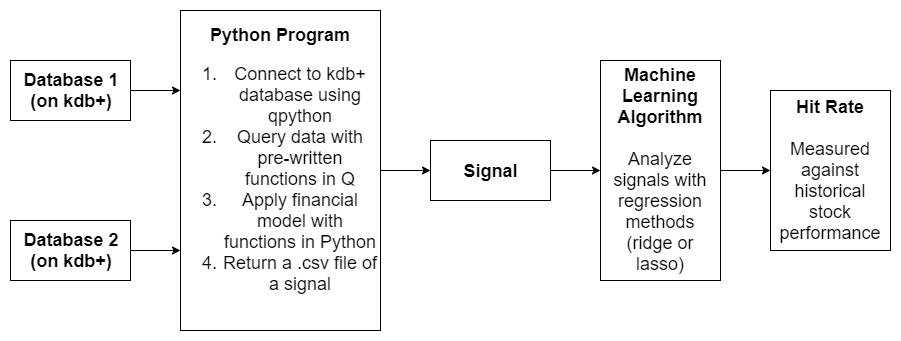 Database 1
(on kdb+)
Database 2
(on kdb+)
Python Program
1. Connect to kdb+
database using
qpython
2. Query data with
pre-written
functions in Q
3. Apply financial
model with
functions in Python
4. Return a .csv file of
a signal
Signal
Machine
Learning
Algorithm
Analyze
signals with
regression
methods
(ridge or
lasso)
Hit Rate
Measured
against
historical
stock
performance